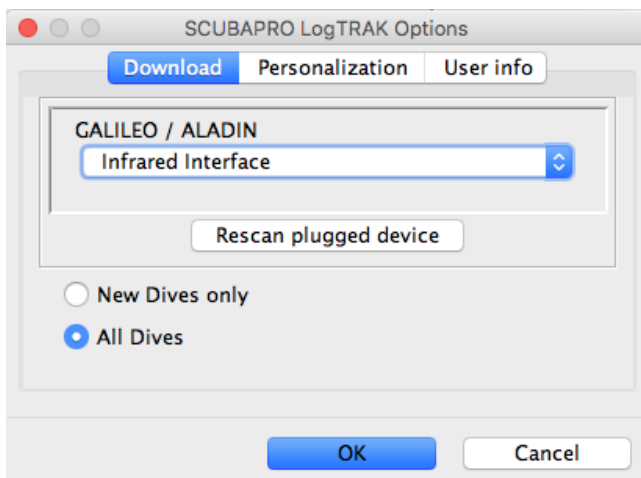 SCUBAPRO LogTRAK Options
Download Personalization User info
GALILEO / ALADIN
Infrared Interface
Rescan plugged device
New Dives only
All Dives
OK Cancel